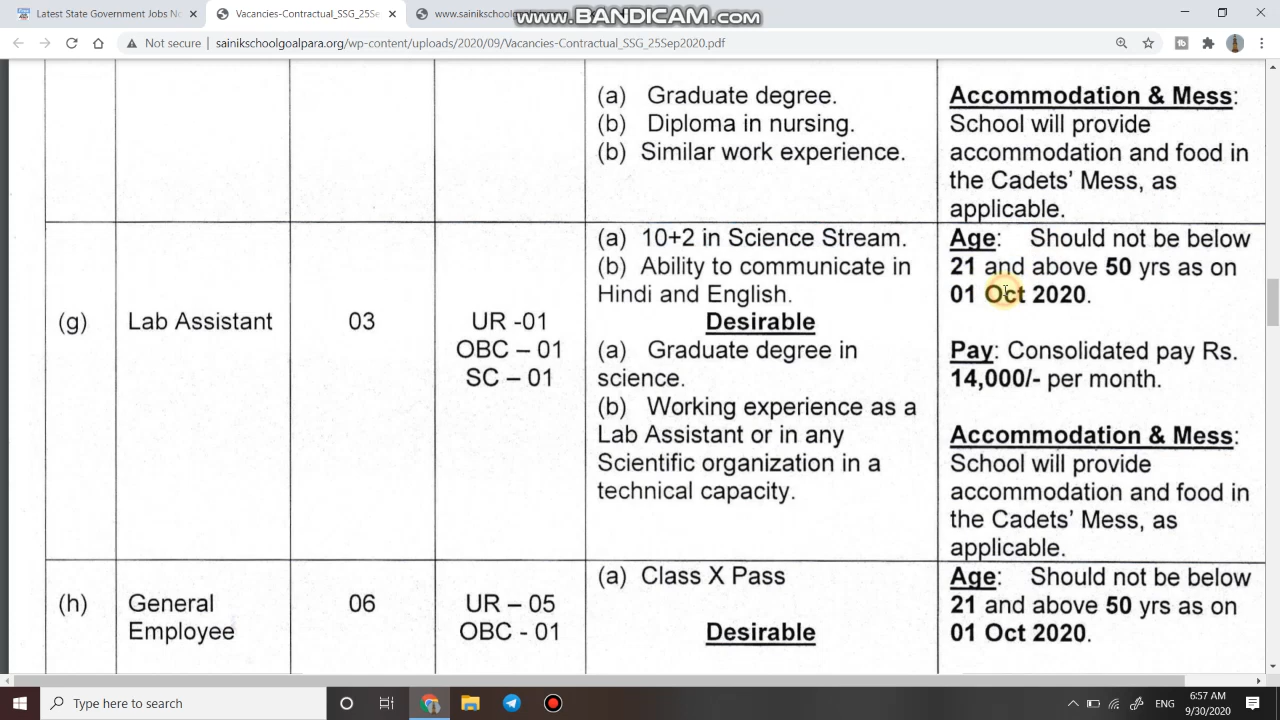 Latest State Government Jobs No
Vacancies-Contractual_SSG_25Se
www.sainikschoolg
www.BANDICAM.com
Not secure
sainikschoolgoalpara.org/wp-content/uploads/2020/09/Vacancies-Contractual_SSG_25Sep2020.pdf
(a) Graduate degree.
(b) Diploma in nursing.
(b) Similar work experience.
Accommodation & Mess:
School will provide
accommodation and food in
the Cadets' Mess, as
applicable.
(g)
Lab Assistant
03
UR -01
OBC – 01
SC – 01
(a) 10+2 in Science Stream.
(b) Ability to communicate in
Hindi and English.
Desirable
(a) Graduate degree in
science.
(b) Working experience as a
Lab Assistant or in any
Scientific organization in a
technical capacity.
Age: Should not be below
21 and above 50 yrs as on
01 Oct 2020.
Pay: Consolidated pay Rs.
14,000/- per month.
Accommodation & Mess:
School will provide
accommodation and food in
the Cadets' Mess, as
applicable.
(h)
General
Employee
06
UR – 05
OBC - 01
(a) Class X Pass
Desirable
Age: Should not be below
21 and above 50 yrs as on
01 Oct 2020.
Type here to search
ENG
6:57 AM
9/30/2020